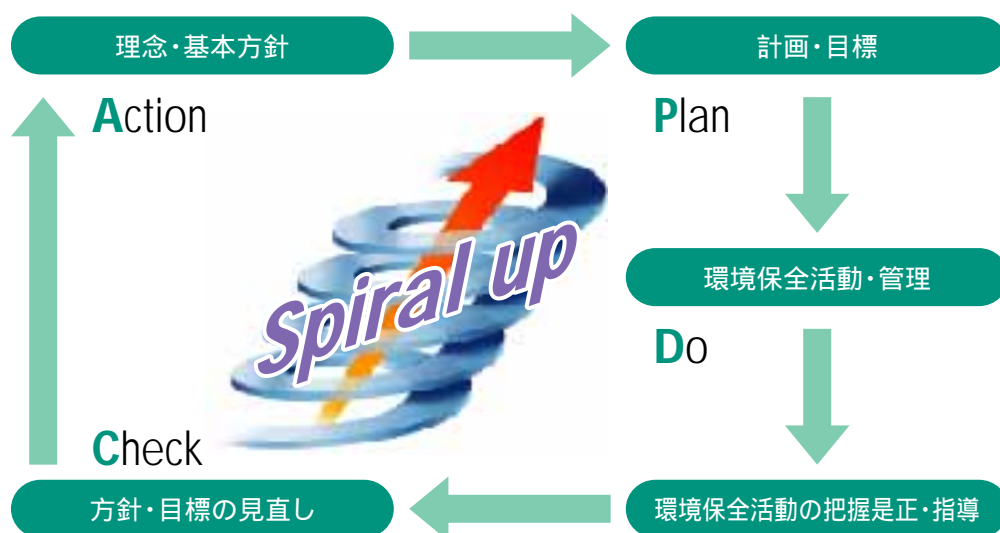 理念・基本方針
計画・目標
Action
Plan
Spiral up
環境保全活動・管理
Do
Check
方針・目標の見直し
環境保全活動の把握是正・指導